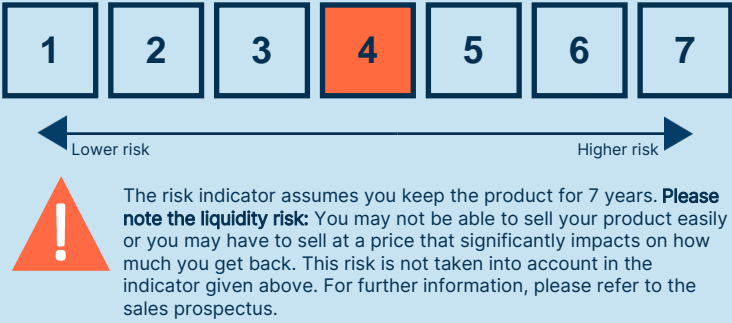 1 2 3 4 5 6 7
Lower risk Higher risk
!
The risk indicator assumes you keep the product for 7 years. Please
note the liquidity risk: You may not be able to sell your product easily
or you may have to sell at a price that significantly impacts on how
much you get back. This risk is not taken into account in the
indicator given above. For further information, please refer to the
sales prospectus.